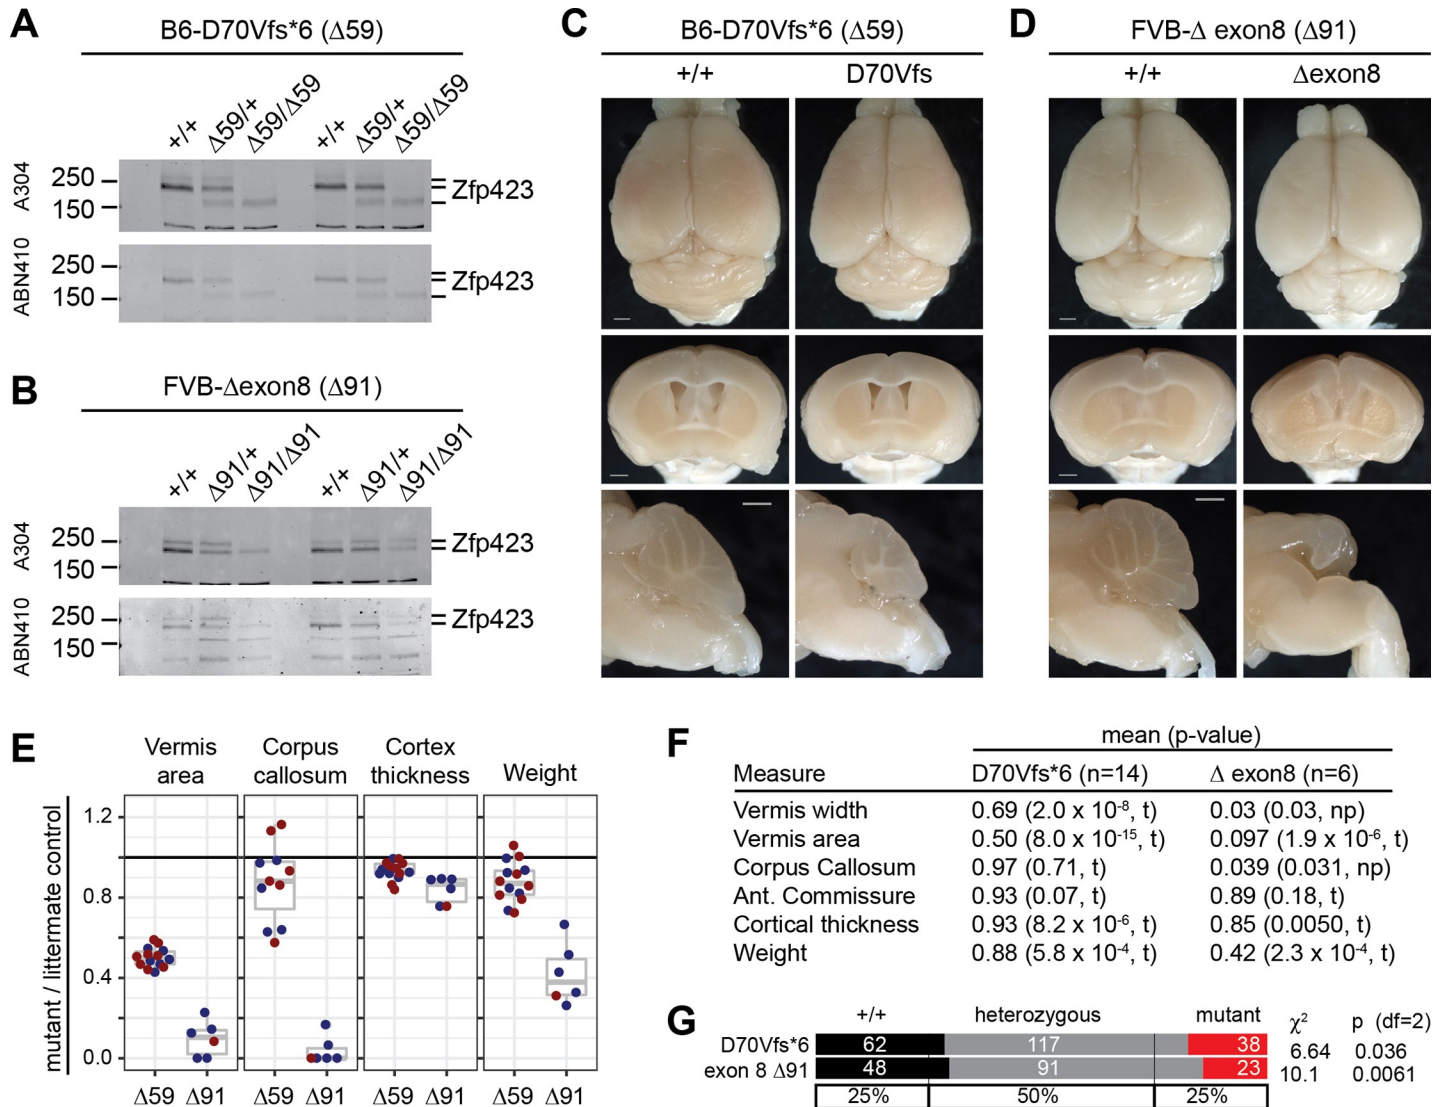 A
B6-D70Vfs*6 (Δ59)
+/+ Δ59/+ Δ59/Δ59 +/+ Δ59/+ Δ59/Δ59
A304
250
150
Zfp423
ABN410
250
150
Zfp423
B
FVB-Δexon8 (Δ91)
+/+ Δ91/+ Δ91/Δ91 +/+ Δ91/+ Δ91/Δ91
A304
250
150
Zfp423
ABN410
250
150
Zfp423
C
B6-D70Vfs*6 (Δ59)
+/+ D70Vfs
D
FVB-Δ exon8 (Δ91)
+/+ Δexon8
E
Vermis
area
Corpus
callosum
Cortex
thickness
Weight
mutant / littermate control
1.2
0.8
0.4
0.0
Δ59 Δ91 Δ59 Δ91 Δ59 Δ91 Δ59 Δ91
F
mean (p-value)
Measure D70Vfs*6 (n=14) Δ exon8 (n=6)
Vermis width 0.69 (2.0 x 10⁻⁸, t) 0.03 (0.03, np)
Vermis area 0.50 (8.0 x 10⁻¹⁵, t) 0.097 (1.9 x 10⁻⁶, t)
Corpus Callosum 0.97 (0.71, t) 0.039 (0.031, np)
Ant. Commissure 0.93 (0.07, t) 0.89 (0.18, t)
Cortical thickness 0.93 (8.2 x 10⁻⁶, t) 0.85 (0.0050, t)
Weight 0.88 (5.8 x 10⁻⁴, t) 0.42 (2.3 x 10⁻⁴, t)
G
+/+ heterozygous mutant χ² p (df=2)
D70Vfs*6 62 117 38 6.64 0.036
exon 8 Δ91 48 91 23 10.1 0.0061
25% 50% 25%